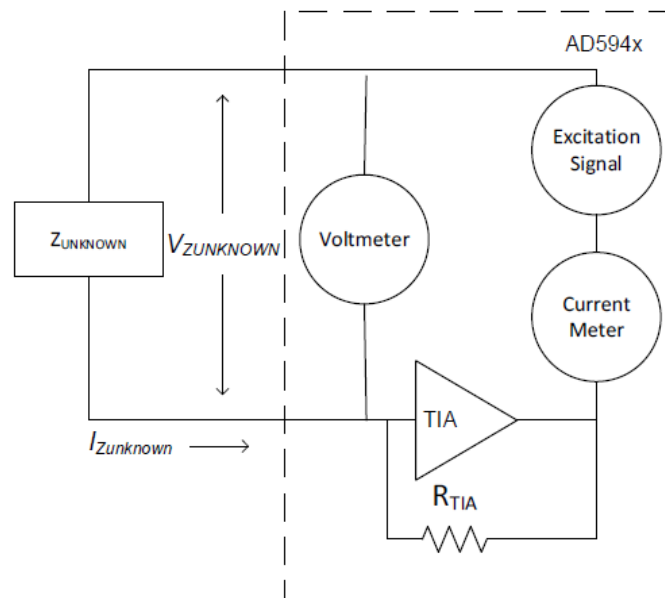 AD594x
Excitation
Signal
ZUNKNOWN
VZUNKNOWN
Voltmeter
Current
Meter
TIA
IZunknown
RTIA